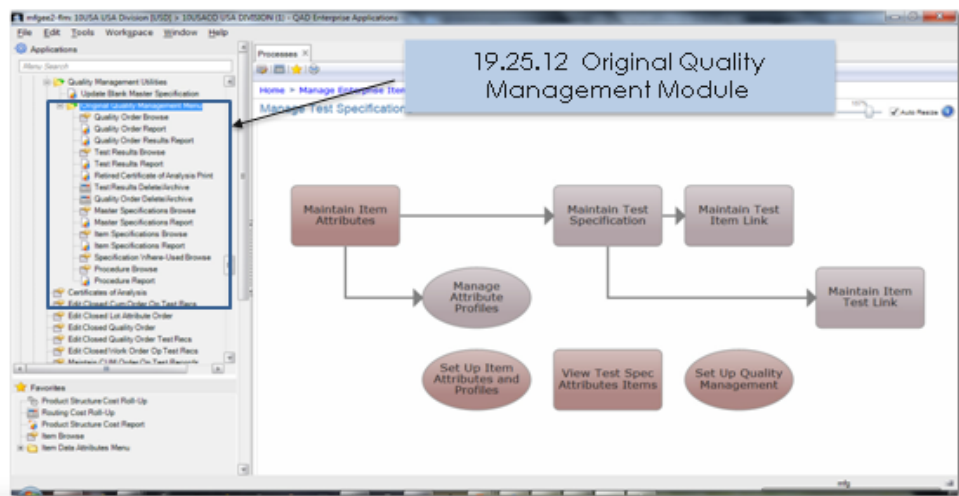 mfgee2-flm: 10USA USA Division [USD] > 10USACO USA DIVISION (1) - QAD Enterprise Applications
File Edit Tools Workspace Window Help
Applications
Menu Search
Quality Management Utilities
Update Blank Master Specification
Original Quality Management Menu
Quality Order Browse
Quality Order Report
Quality Order Results Report
Test Results Browse
Test Results Report
Retired Certificate of Analysis Print
Test Results Delete/Archive
Quality Order Delete/Archive
Master Specifications Browse
Master Specifications Report
Item Specifications Browse
Item Specifications Report
Specification Where-Used Browse
Procedure Browse
Procedure Report
Certificates of Analysis
Edit Closed Cum Order Op Test Recs
Edit Closed Lot Attribute Order
Edit Closed Quality Order
Edit Closed Quality Order Test Recs
Edit Closed Work Order Op Test Recs
Maintain CUM Order Op Test Records
Favorites
Product Structure Cost Roll-Up
Routing Cost Roll-Up
Product Structure Cost Report
Item Browse
Item Data Attributes Menu
Processes
19.25.12 Original Quality
Management Module
Home > Manage Enterprise Item
Manage Test Specification
Auto Resize
Maintain Item
Attributes
Maintain Test
Specification
Maintain Test
Item Link
Manage
Attribute
Profiles
Maintain Item
Test Link
Set Up Item
Attributes and
Profiles
View Test Spec
Attributes Items
Set Up Quality
Management
mfg